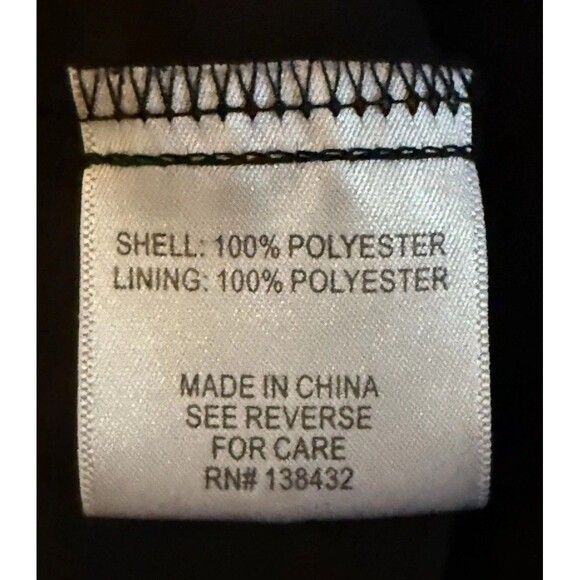 SHELL: 100% POLYESTER
LINING: 100% POLYESTER
MADE IN CHINA
SEE REVERSE
FOR CARE
RN# 138432